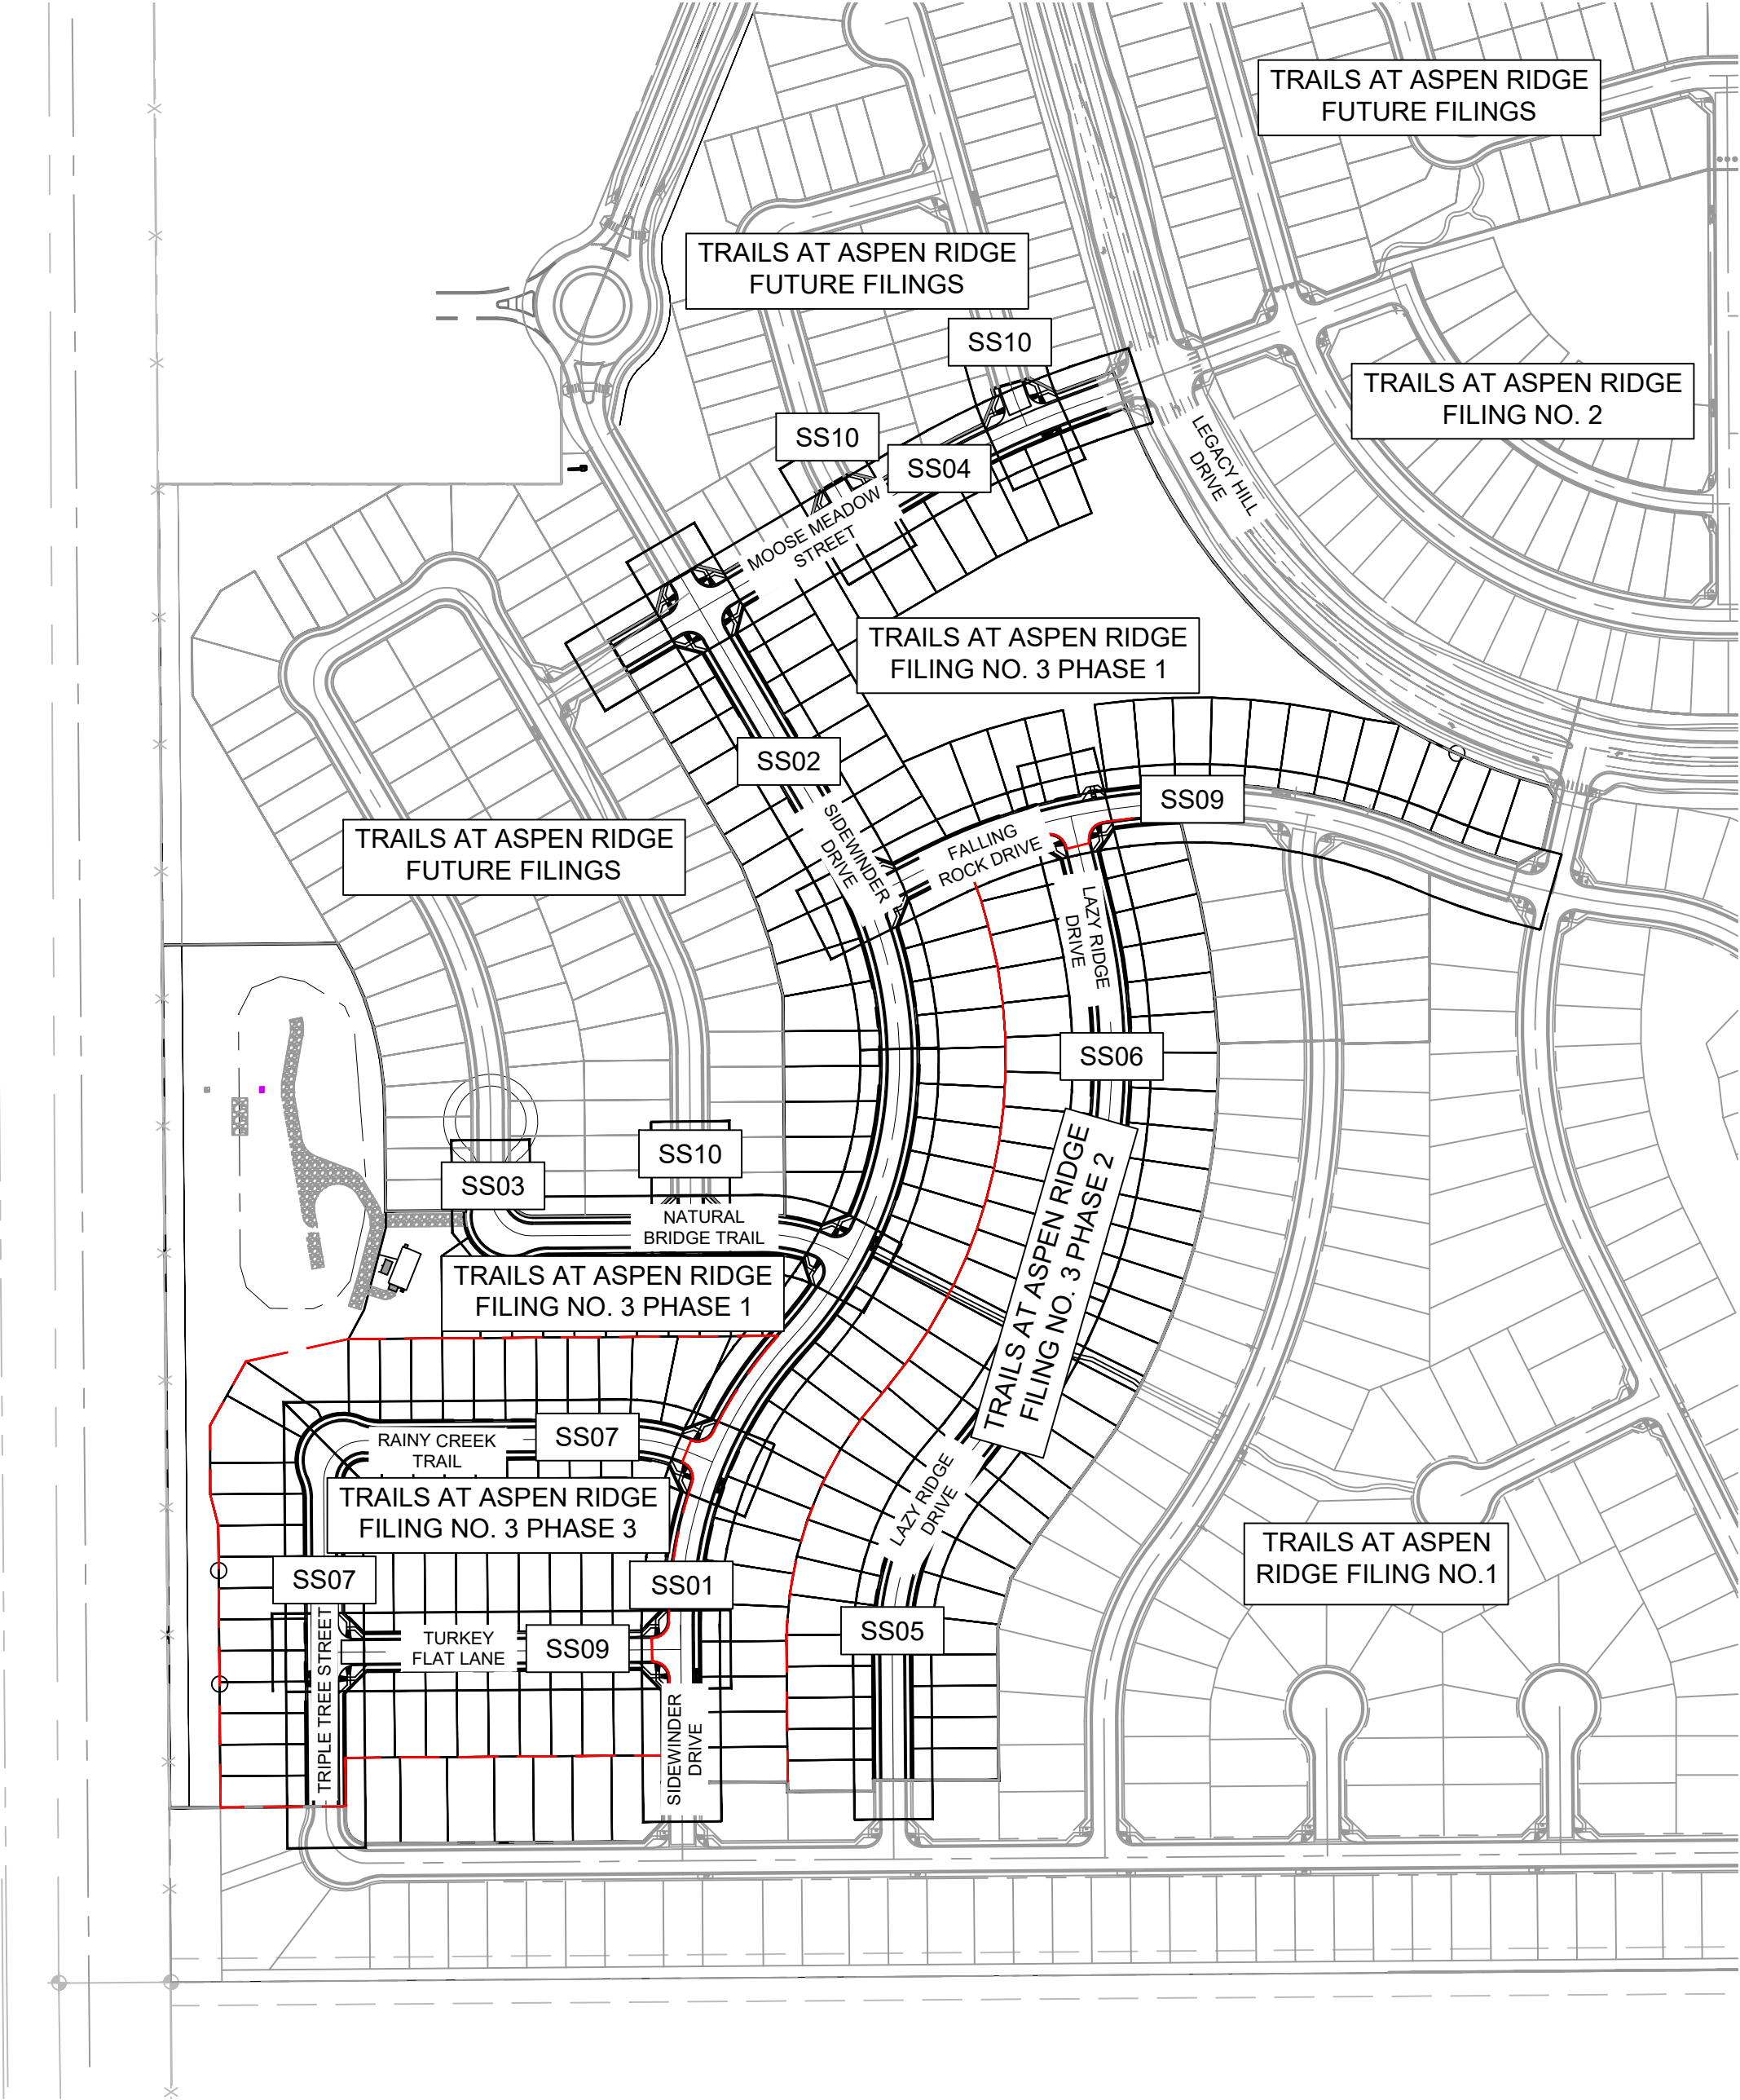 TRAILS AT ASPEN RIDGE
FUTURE FILINGS
TRAILS AT ASPEN RIDGE
FUTURE FILINGS
SS10
TRAILS AT ASPEN RIDGE
FILING NO. 2
SS10
SS04
LEGACY HILL
DRIVE
MOOSE MEADOW
STREET
TRAILS AT ASPEN RIDGE
FILING NO. 3 PHASE 1
SS02
SS09
SIDEWINDER
DRIVE
FALLING
ROCK DRIVE
TRAILS AT ASPEN RIDGE
FUTURE FILINGS
LAZY RIDGE
DRIVE
SS06
SS10
SS03
NATURAL
BRIDGE TRAIL
TRAILS AT ASPEN RIDGE
FILING NO. 3 PHASE 1
TRAILS AT ASPEN RIDGE
FILING NO. 3 PHASE 2
RAINY CREEK
TRAIL
SS07
TRAILS AT ASPEN RIDGE
FILING NO. 3 PHASE 3
LAZY RIDGE
DRIVE
TRAILS AT ASPEN
RIDGE FILING NO.1
SS07
SS01
SS05
TURKEY
FLAT LANE
SS09
TRIPLE TREE STREET
SIDEWINDER
DRIVE